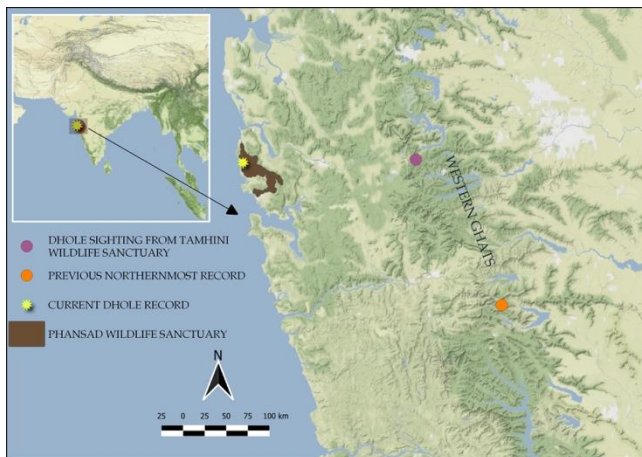 WESTERN GHATS
DHOLE SIGHTING FROM TAMHINI
WILDLIFE SANCTUARY
PREVIOUS NORTHERNMOST RECORD
CURRENT DHOLE RECORD
PHANSAD WILDLIFE SANCTUARY
N
25 0 25 50 75 100 km